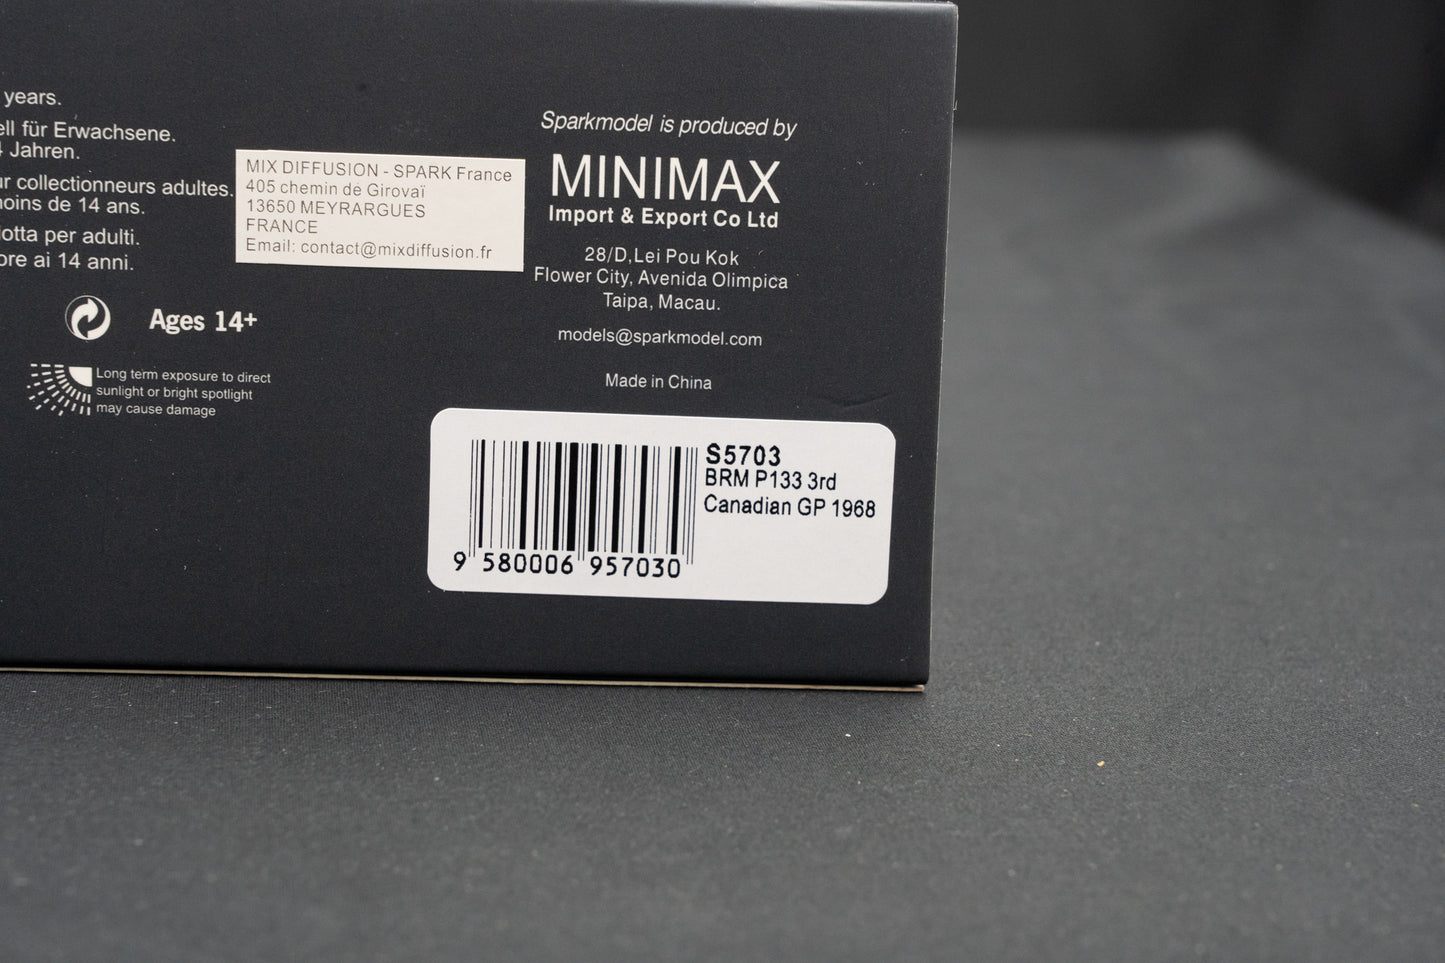 years.
ell für Erwachsene.
4 Jahren.
ur collectionneurs adultes.
moins de 14 ans.
dotta per adulti.
ore ai 14 anni.
Ages 14+
Long term exposure to direct
sunlight or bright spotlight
may cause damage
MIX DIFFUSION - SPARK France
405 chemin de Girovaï
13650 MEYRARGUES
FRANCE
Email: contact@mixdiffusion.fr
Sparkmodel is produced by
MINIMAX
Import & Export Co Ltd
28/D,Lei Pou Kok
Flower City, Avenida Olimpica
Taipa, Macau.
models@sparkmodel.com
Made in China
S5703
BRM P133 3rd
Canadian GP 1968
9 580006 957030